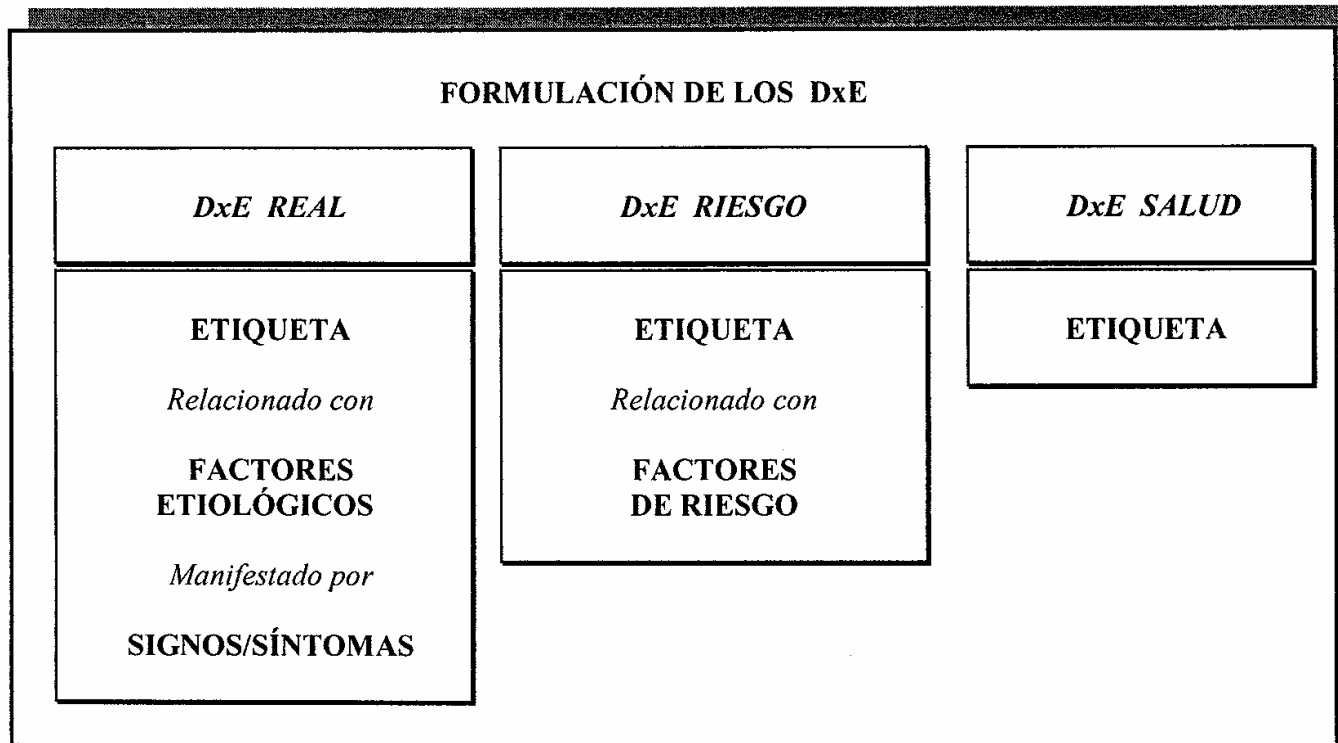 FORMULACIÓN DE LOS DxE
DxE REAL
ETIQUETA
Relacionado con
FACTORES
ETIOLÓGICOS
Manifestado por
SIGNOS/SÍNTOMAS
DxE RIESGO
ETIQUETA
Relacionado con
FACTORES
DE RIESGO
DxE SALUD
ETIQUETA